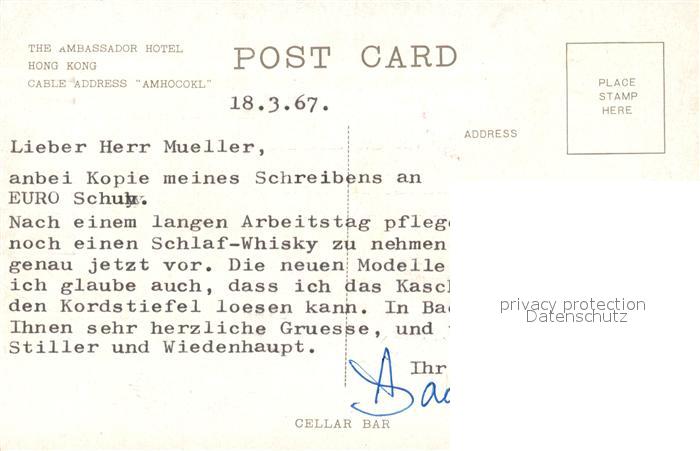 THE AMBASSADOR HOTEL
HONG KONG
CABLE ADDRESS "AMHOCOKL"
POST CARD
PLACE
STAMP
HERE
18.3.67.
ADDRESS
Lieber Herr Mueller,
anbei Kopie meines Schreibens an
EURO
Nach einem langen Arbeitstag pfleg
noch einen Schlaf-Whisky zu nehmen
genau jetzt vor. Die neuen Modelle
ich glaube auch, dass ich das Kasc
den Kordstiefel loesen kann. In Ba
Ihnen sehr herzliche Gruesse, und
Stiller und Wiedenhaupt.
Ihr
CELLAR BAR
privacy protection
Datenschutz